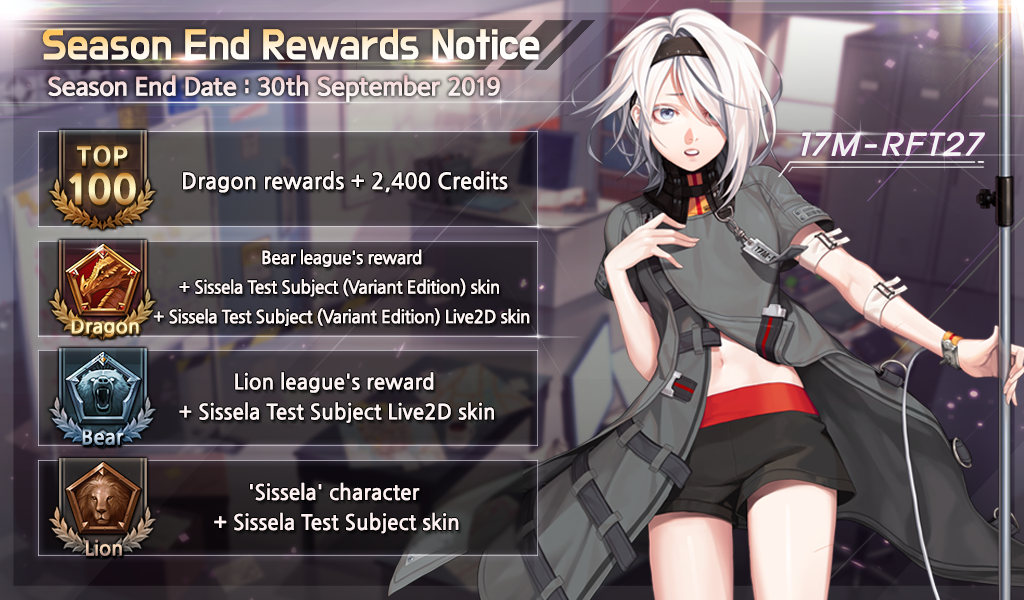 Season End Rewards Notice
Season End Date : 30th September 2019
17M-RFT27
TOP
100
Dragon rewards + 2,400 Credits
Dragon
Bear league's reward
+ Sissela Test Subject (Variant Edition) skin
+ Sissela Test Subject (Variant Edition) Live2D skin
Bear
Lion league's reward
+ Sissela Test Subject Live2D skin
Lion
'Sissela' character
+ Sissela Test Subject skin